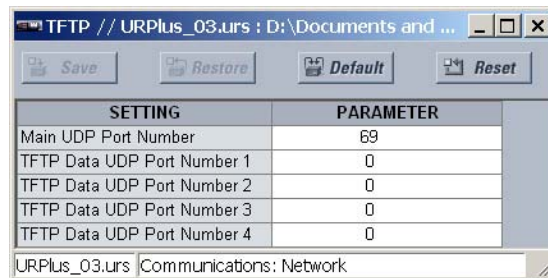 TFTP // URPlus_03.urs : D:\Documents and ...
Save Restore Default Reset
SETTING PARAMETER
Main UDP Port Number 69
TFTP Data UDP Port Number 1 0
TFTP Data UDP Port Number 2 0
TFTP Data UDP Port Number 3 0
TFTP Data UDP Port Number 4 0
URPlus_03.urs Communications: Network